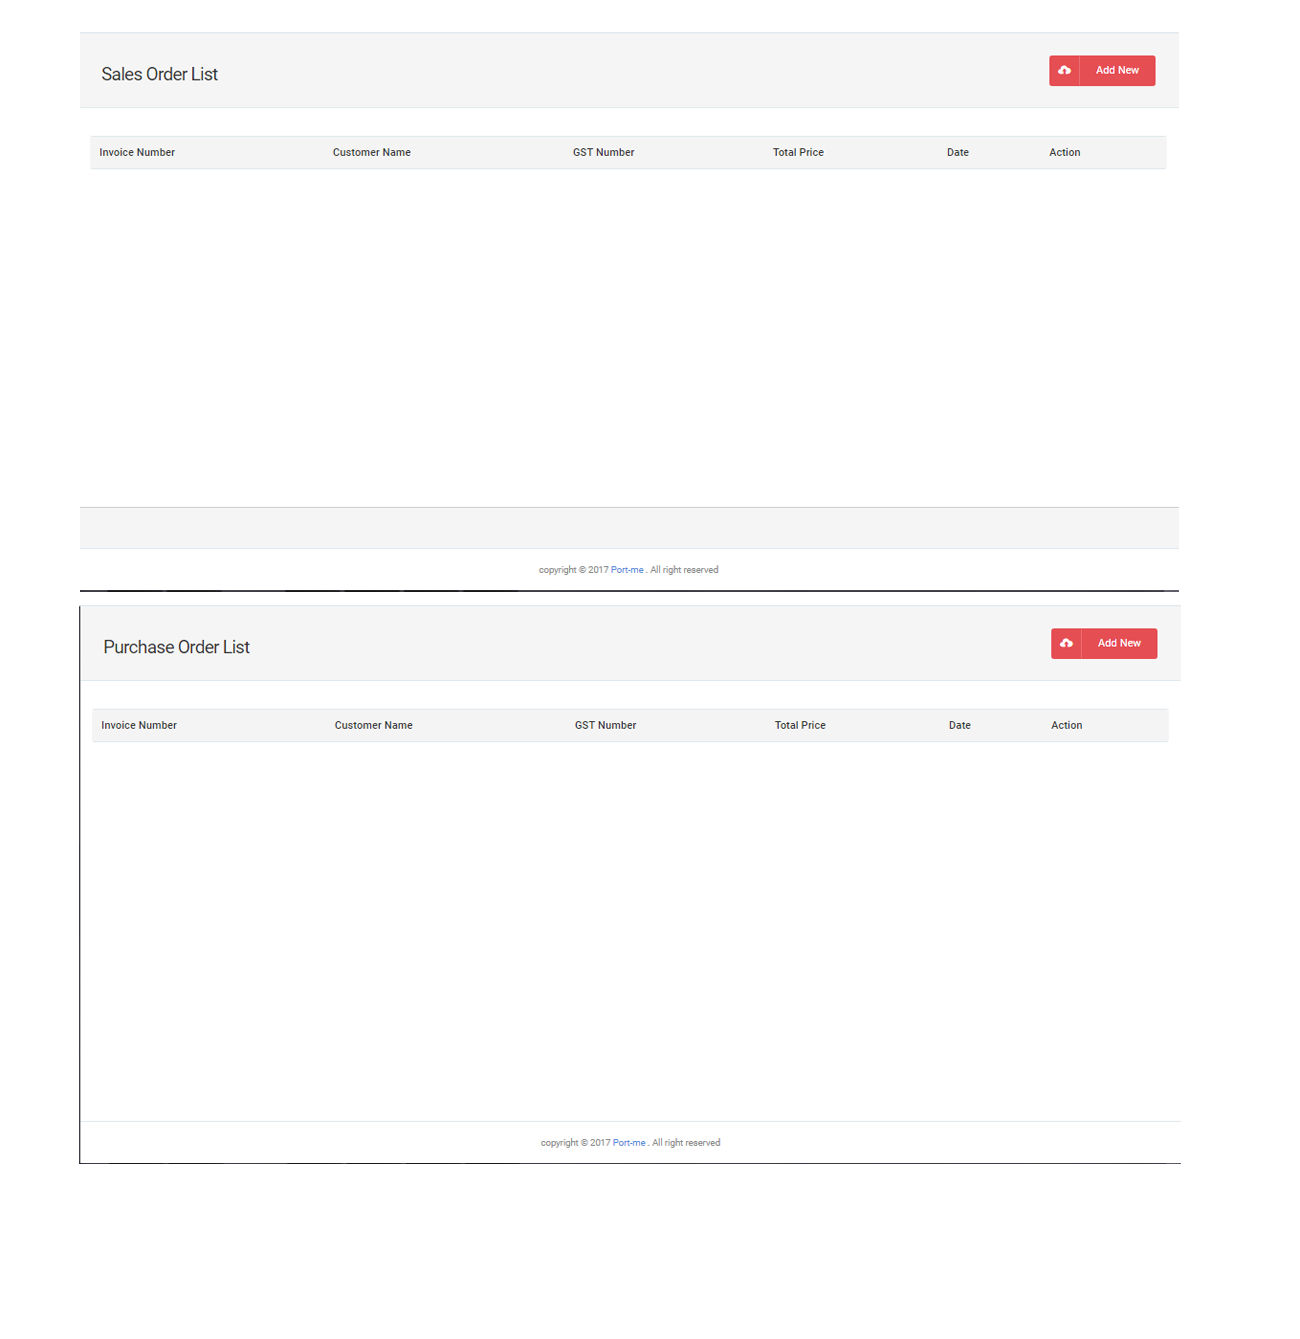 Sales Order List
Add New
Invoice Number Customer Name GST Number Total Price Date Action
copyright © 2017 Port-me . All right reserved
Purchase Order List
Add New
Invoice Number Customer Name GST Number Total Price Date Action
copyright © 2017 Port-me . All right reserved